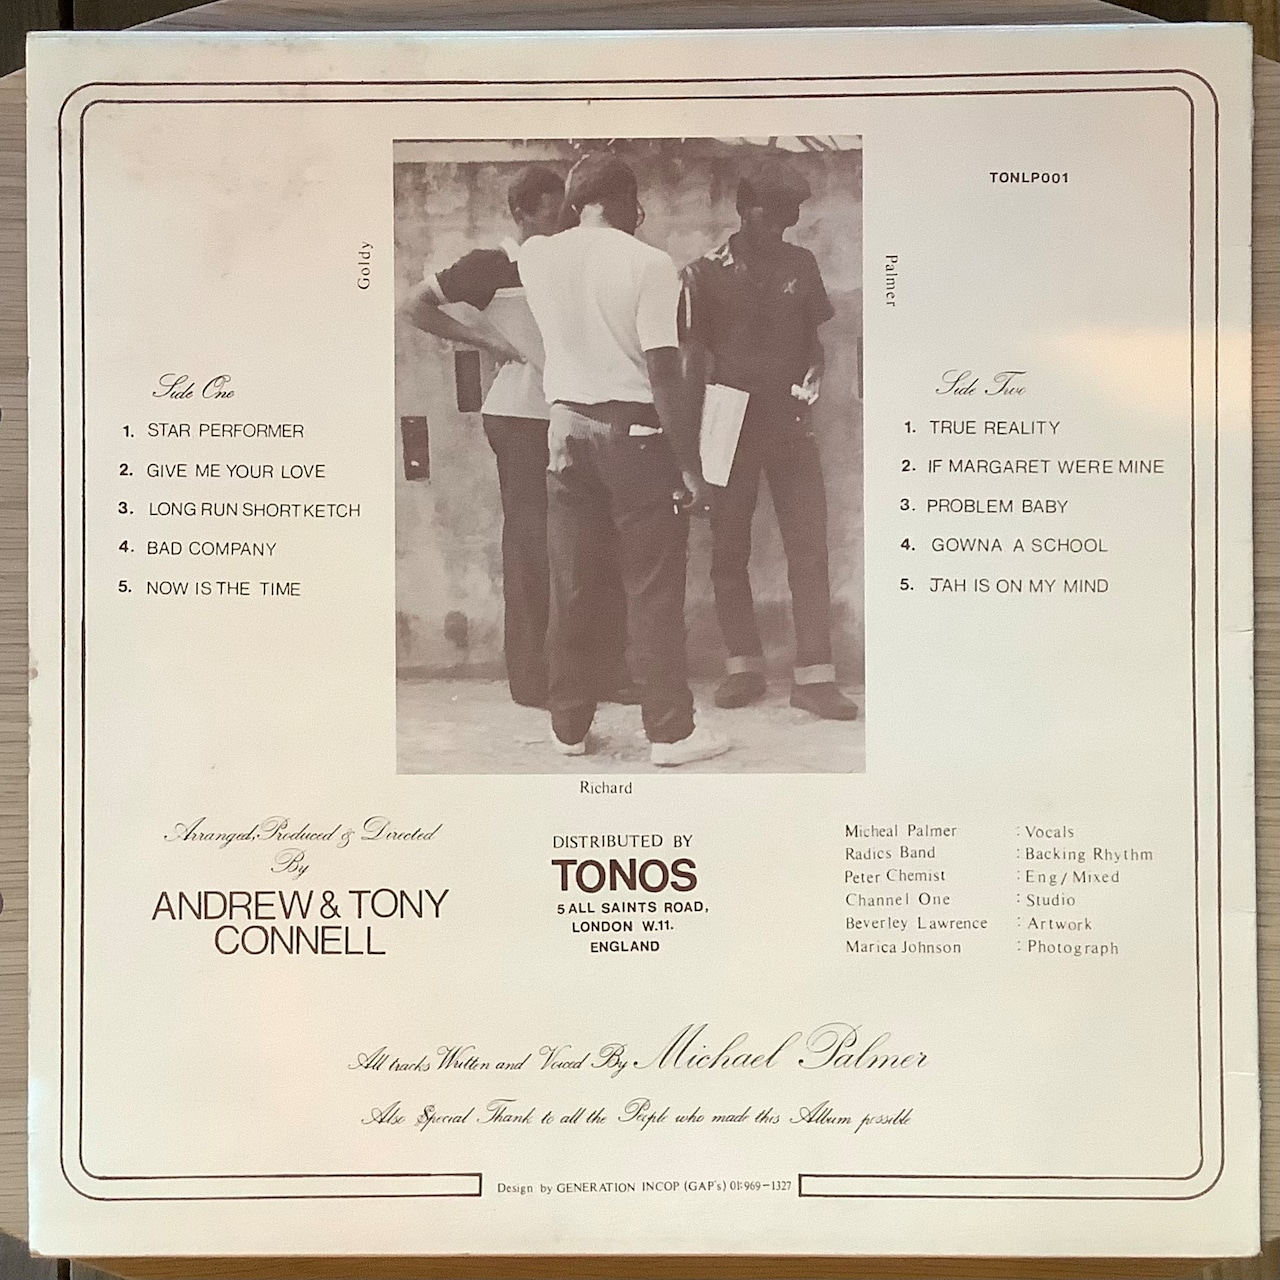 TONLP001
Goldy
Palmer
Side One
1. STAR PERFORMER
2. GIVE ME YOUR LOVE
3. LONG RUN SHORT KETCH
4. BAD COMPANY
5. NOW IS THE TIME
Side Two
1. TRUE REALITY
2. IF MARGARET WERE MINE
3. PROBLEM BABY
4. GOWNA A SCHOOL
5. JAH IS ON MY MIND
Richard
Arranged, Produced & Directed
By
ANDREW & TONY
CONNELL
DISTRIBUTED BY
TONOS
5 ALL SAINTS ROAD,
LONDON W.11.
ENGLAND
Micheal Palmer : Vocals
Radics Band : Backing Rhythm
Peter Chemist : Eng/Mixed
Channel One : Studio
Beverley Lawrence : Artwork
Marica Johnson : Photograph
All tracks Written and Voiced By Michael Palmer
Also Special Thank to all the People who made this Album possible
Design by GENERATION INCOP (GAP's) 01-969-1327